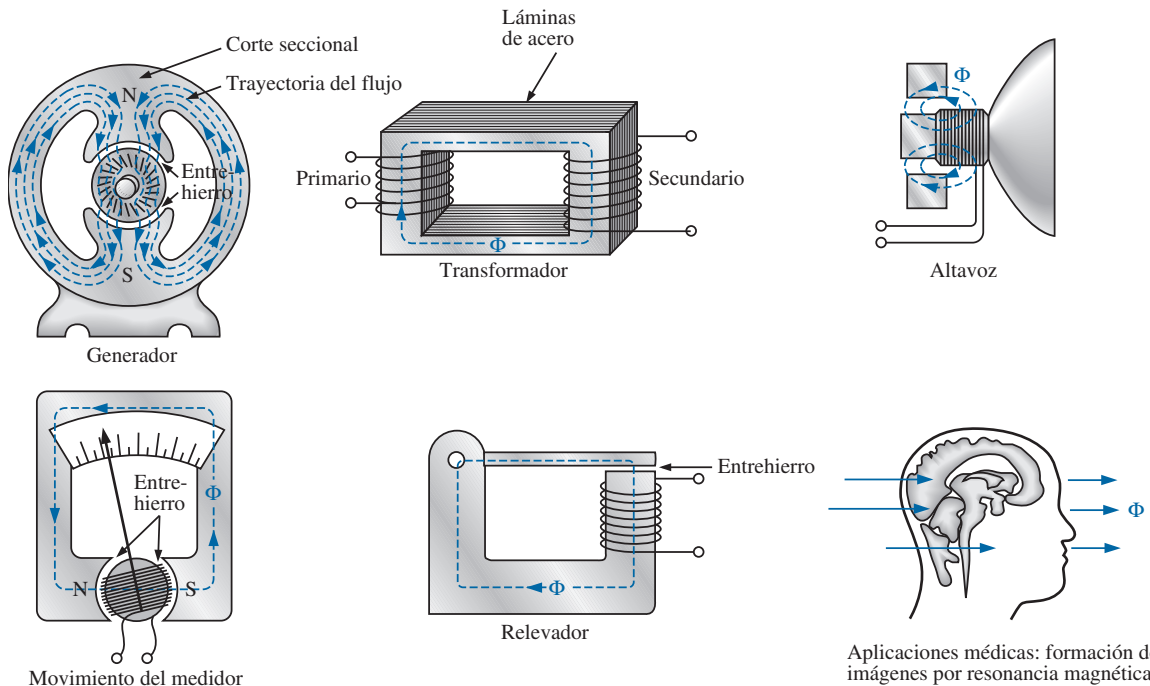 Corte seccional
Trayectoria del flujo
N
Entre-
hierro
S
Generador
Láminas
de acero
Primario
Secundario
Φ
Transformador
Φ
Altavoz
Entre-
hierro
Φ
N
S
Movimiento del medidor
Entrehierro
Φ
Relevador
Φ
Aplicaciones médicas: formación de
imágenes por resonancia magnética